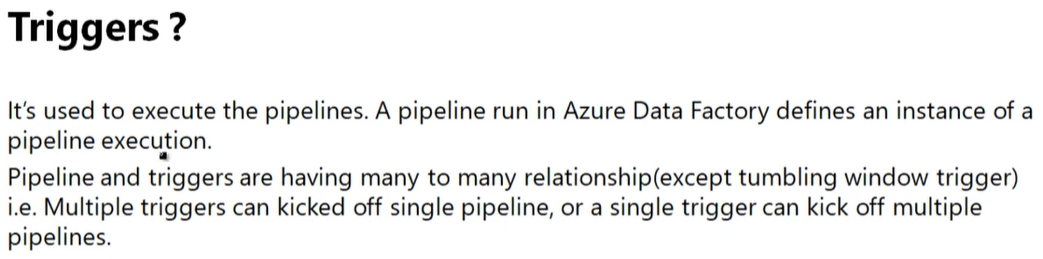 Triggers ?
It's used to execute the pipelines. A pipeline run in Azure Data Factory defines an instance of a
pipeline execution.
Pipeline and triggers are having many to many relationship(except tumbling window trigger)
i.e. Multiple triggers can kicked off single pipeline, or a single trigger can kick off multiple
pipelines.